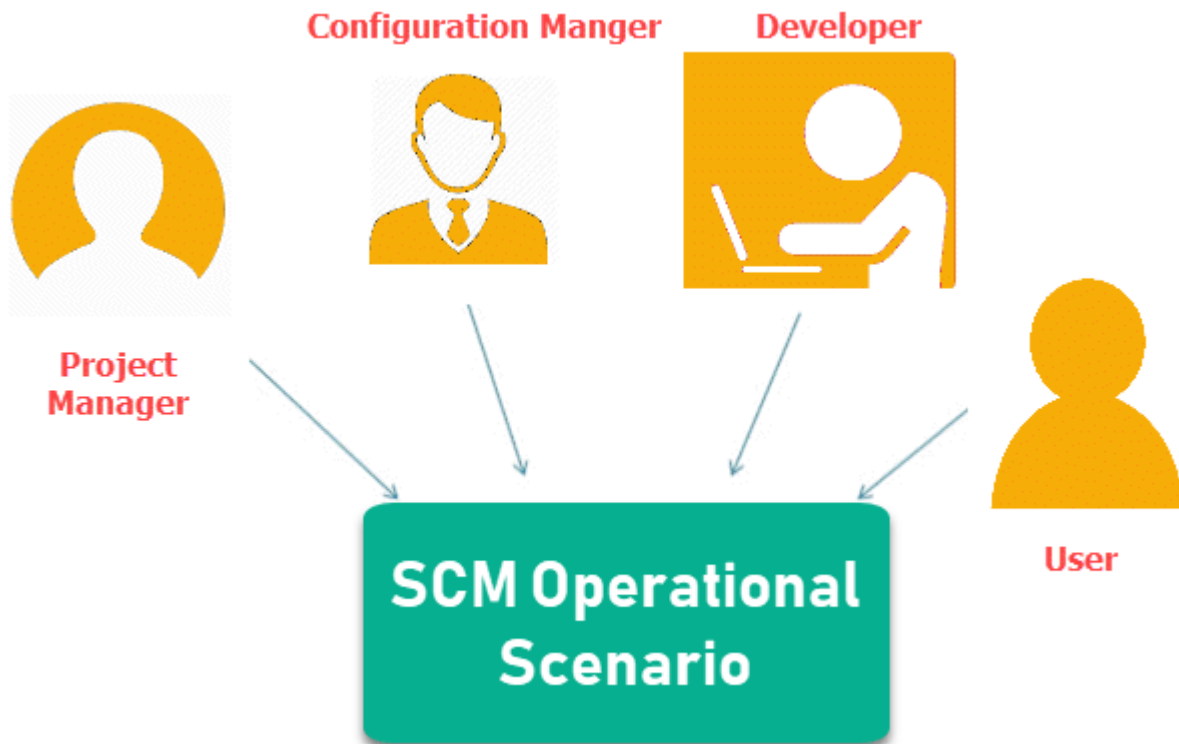 Configuration Manger
Developer
Project
Manager
User
SCM Operational
Scenario